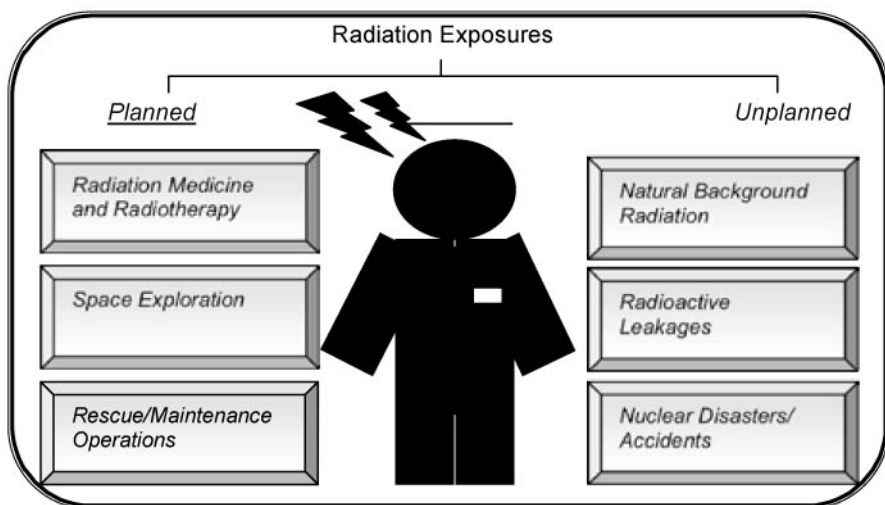 Radiation Exposures
Planned
Radiation Medicine
and Radiotherapy
Space Exploration
Rescue/Maintenance
Operations
Unplanned
Natural Background
Radiation
Radioactive
Leakages
Nuclear Disasters/
Accidents